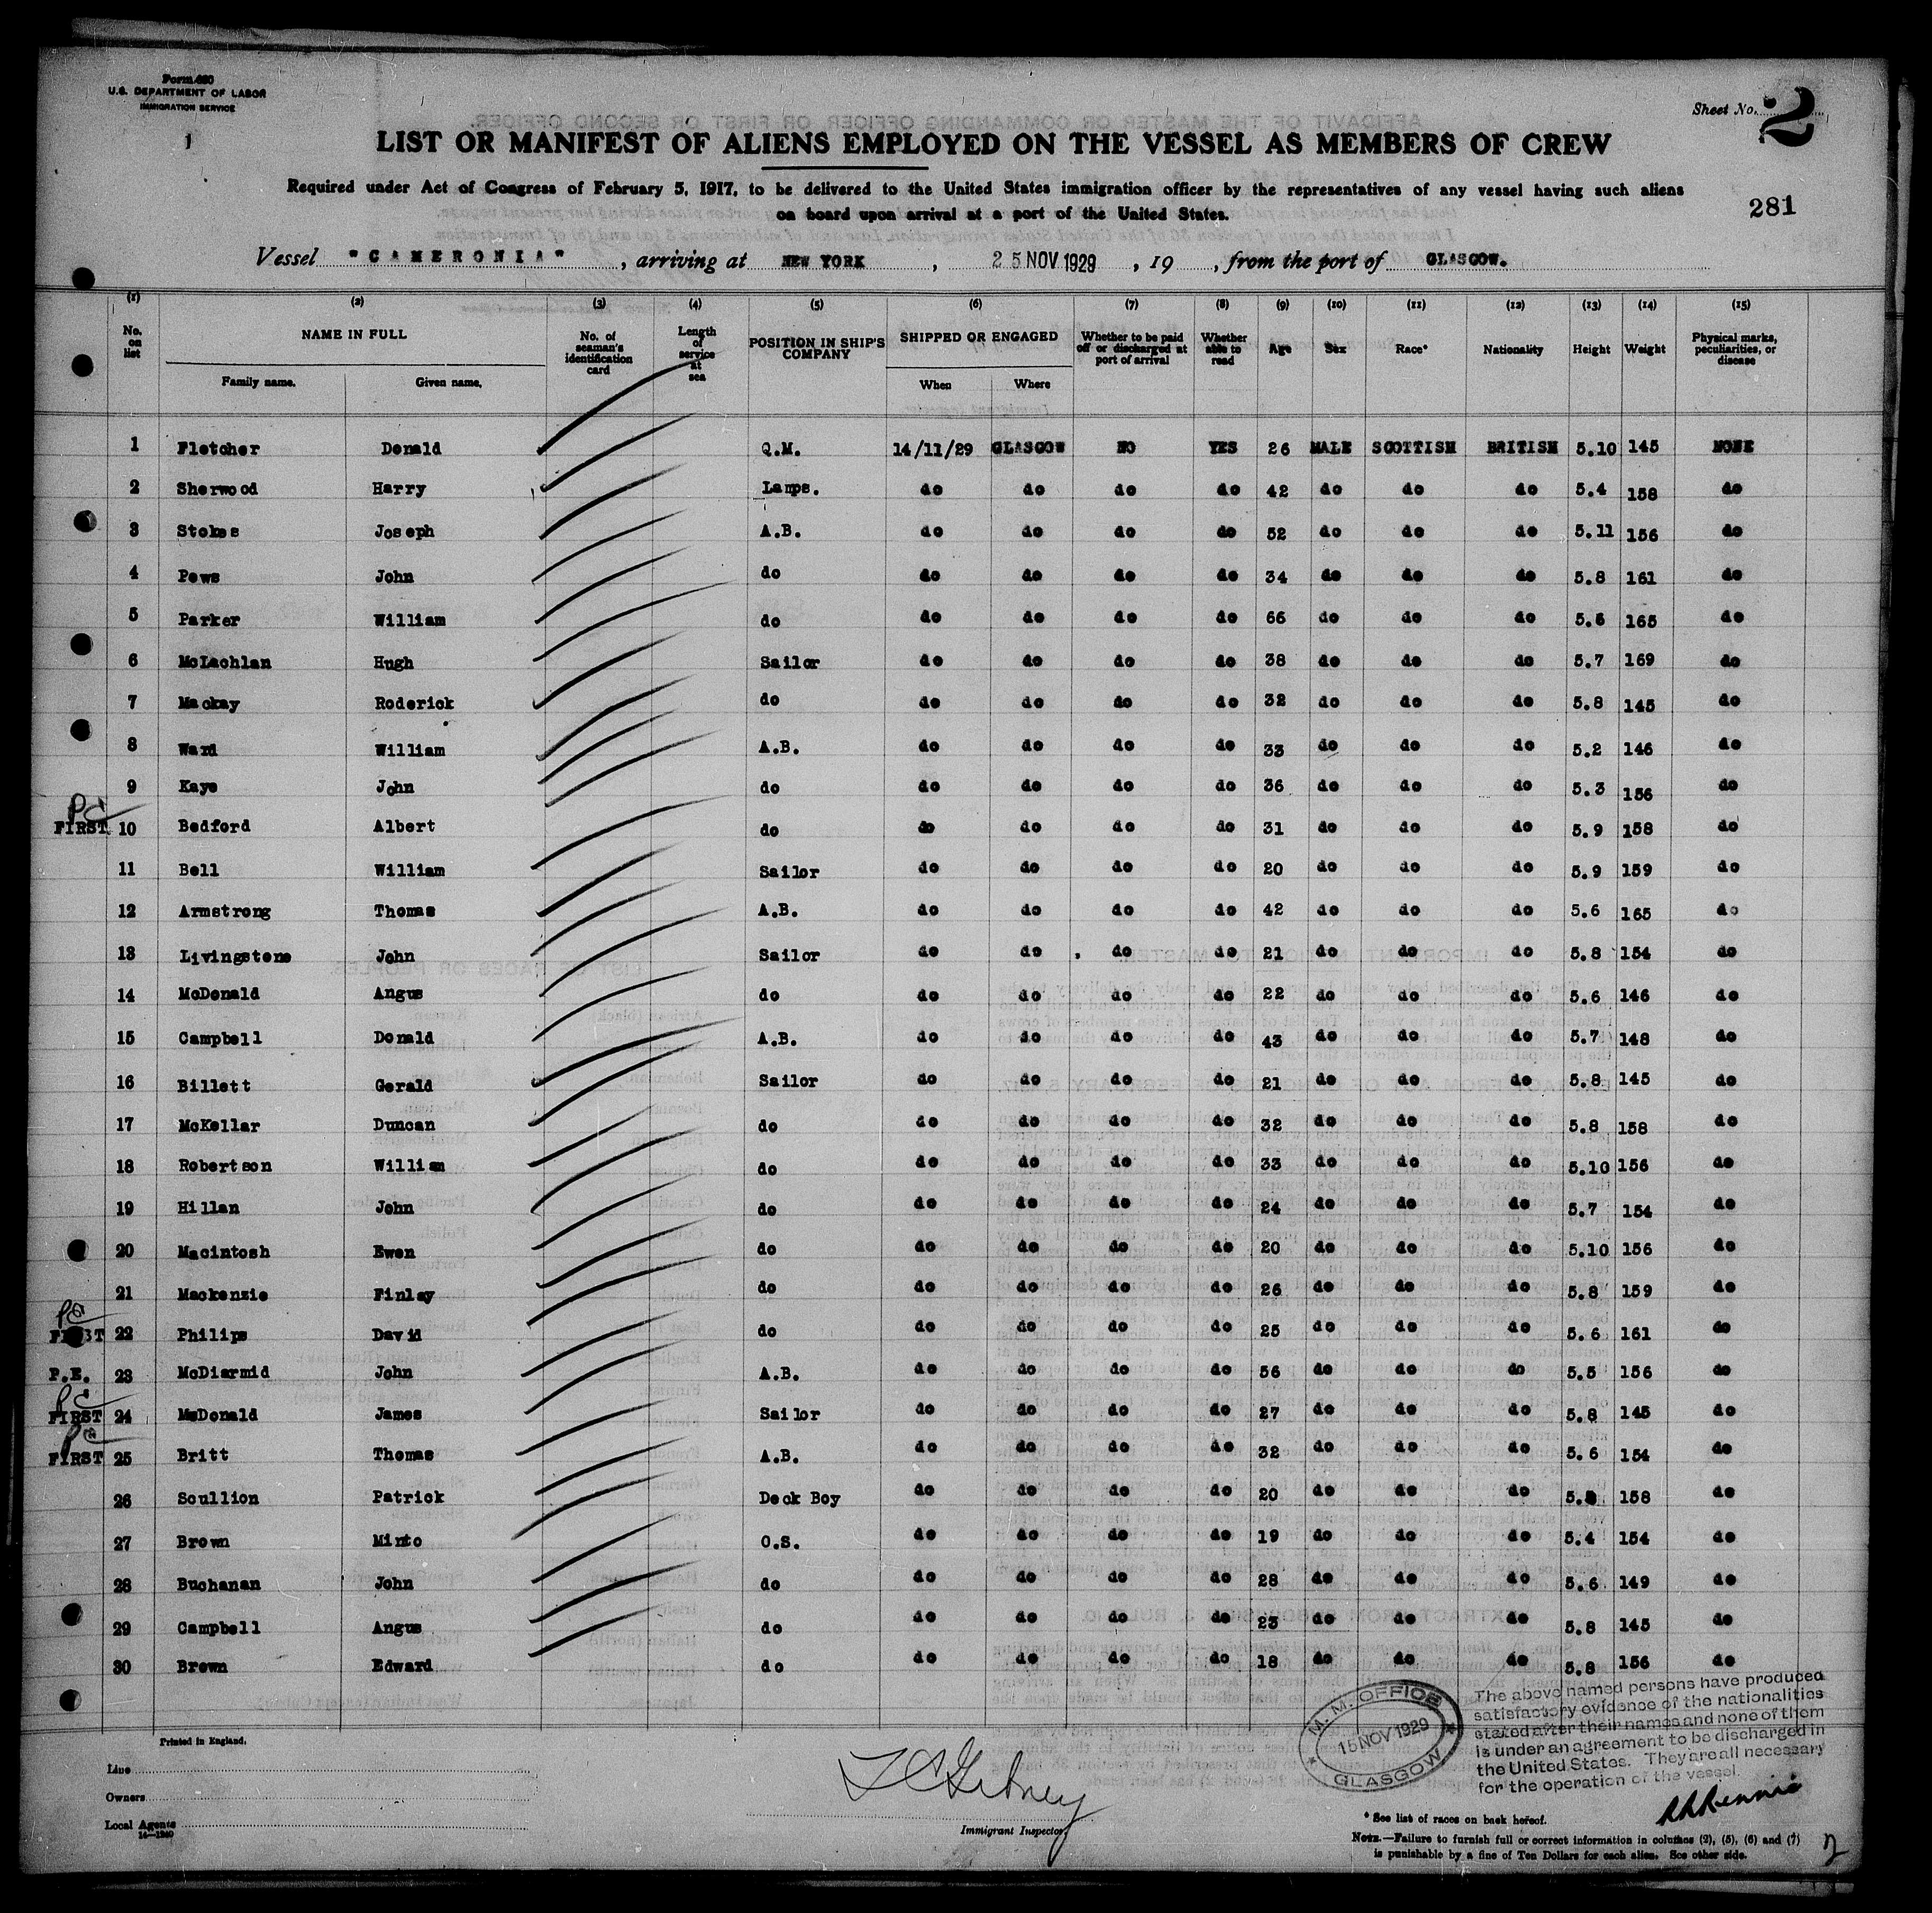 Form 680
U.S. DEPARTMENT OF LABOR
IMMIGRATION SERVICE
1
Sheet No. 2
LIST OR MANIFEST OF ALIENS EMPLOYED ON THE VESSEL AS MEMBERS OF CREW
Required under Act of Congress of February 5, 1917, to be delivered to the United States immigration officer by the representatives of any vessel having such aliens
on board upon arrival at a port of the United States.
281
Vessel "CAMERONIA", arriving at NEW YORK, 25 NOV 1929, 19 , from the port of GLASGOW.
(1) (2) (3) (4) (5) (6) (7) (8) (9) (10) (11) (12) (13) (14) (15)
No. on list NAME IN FULL Family name. Given name. No. of seaman's identification card Length of service at sea POSITION IN SHIP'S COMPANY SHIPPED OR ENGAGED When Where Whether to be paid off or discharged at port of arrival Whether able to read Age Sex Race* Nationality Height Weight Physical marks, peculiarities, or disease
1 Fletcher Donald Q.M. 14/11/29 GLASGOW NO YES 26 MALE SCOTTISH BRITISH 5.10 145 NONE
2 Sherwood Harry Lamps. do do do do 42 do do do 5.4 158 do
3 Stokes Joseph A.B. do do do do 52 do do do 5.11 156 do
4 Pews John do do do do do 34 do do do 5.8 161 do
5 Parker William do do do do do 66 do do do 5.6 165 do
6 McLachlan Hugh Sailor do do do do 38 do do do 5.7 169 do
7 Mackay Roderick do do do do do 32 do do do 5.8 145 do
8 Ward William A.B. do do do do 33 do do do 5.2 146 do
9 Kaye John do do do do do 36 do do do 5.3 156 do
PC
FIRST 10 Bedford Albert do do do do do 31 do do do 5.9 158 do
11 Bell William Sailor do do do do 20 do do do 5.9 159 do
12 Armstrong Thomas A.B. do do do do 42 do do do 5.6 165 do
13 Livingstone John Sailor do do do do 21 do do do 5.8 154 do
14 McDonald Angus do do do do do 22 do do do 5.6 146 do
15 Campbell Donald A.B. do do do do 43 do do do 5.7 148 do
16 Billett Gerald Sailor do do do do 21 do do do 5.8 145 do
17 McKellar Duncan do do do do do 32 do do do 5.8 158 do
18 Robertson William do do do do do 33 do do do 5.10 156 do
19 Hillan John do do do do do 24 do do do 5.7 154 do
20 Macintosh Ewen do do do do do 20 do do do 5.10 156 do
21 Mackenzie Finlay do do do do do 26 do do do 5.8 159 do
PC
FIRST 22 Philips David do do do do do 25 do do do 5.6 161 do
P.E. 23 McDiarmid John A.B. do do do do 56 do do do 5.5 156 do
PC
FIRST 24 McDonald James Sailor do do do do 27 do do do 5.8 145 do
PC
FIRST 25 Britt Thomas A.B. do do do do 32 do do do 5.6 154 do
26 Scullion Patrick Deck Boy do do do do 20 do do do 5. 158 do
27 Brown Minto O.S. do do do do 19 do do do 5.4 154 do
28 Buchanan John do do do do do 28 do do do 5.6 149 do
29 Campbell Angus do do do do do 23 do do do 5.8 145 do
30 Brown Edward do do do do do 18 do do do 5.8 156 do
Printed in England.
Line
Owners
Local Agents
14—1240
Immigrant Inspector
M. M. OFFICE
15 NOV 1929
GLASGOW
The above named persons have produced
satisfactory evidence of the nationalities
stated after their names and none of them
is under an agreement to be discharged in
the United States. They are all necessary
for the operation of the vessel.
* See list of races on back hereof.
NOTE.—Failure to furnish full or correct information in columns (2), (5), (6) and (7)
is punishable by a fine of Ten Dollars for each alien. See other side.
2